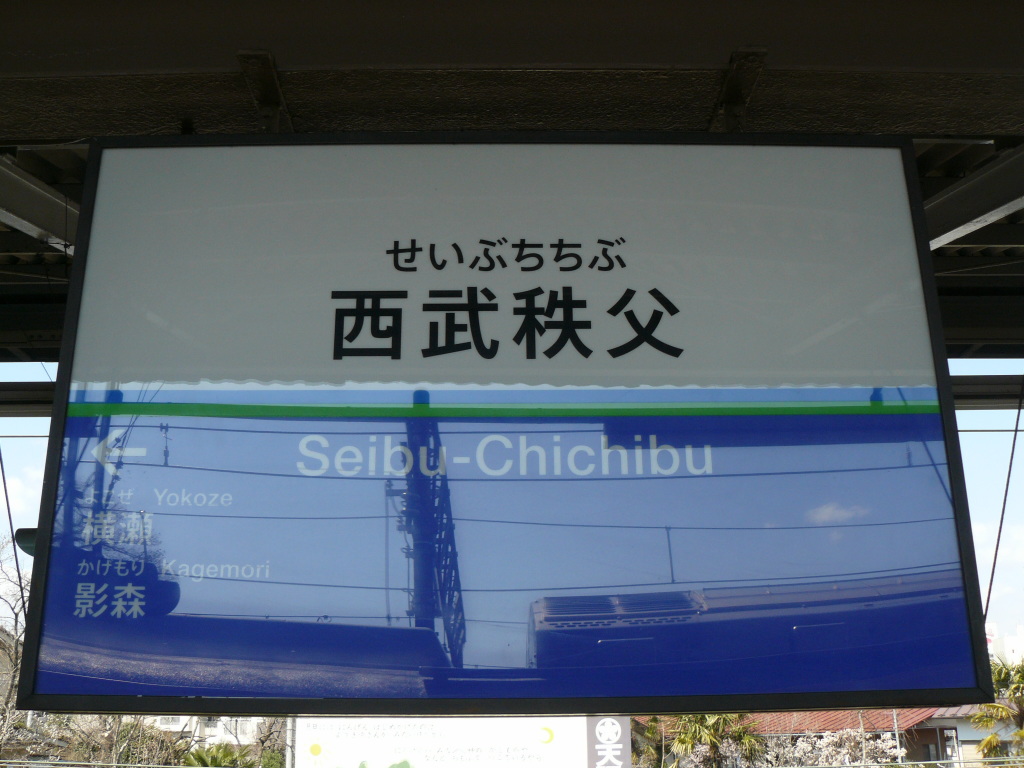 せいぶちちぶ
西武秩父
←
Seibu-Chichibu
よこぜ Yokoze
横瀬
かげもり Kagemori
影森
天